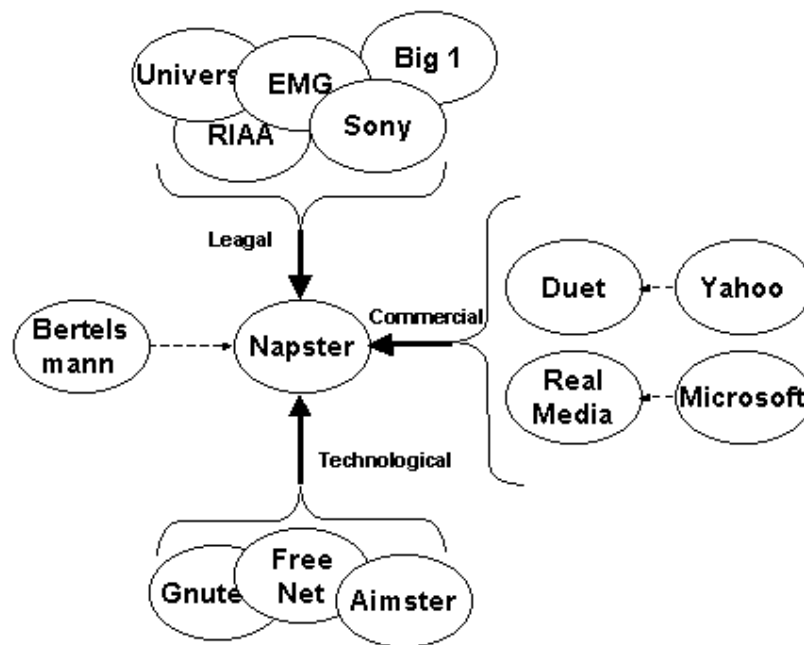 Univers
EMG
Big 1
RIAA
Sony
Leagal
Commercial
Duet
Yahoo
Bertels
mann
Napster
Real
Media
Microsoft
Technological
Gnute
Free
Net
Aimster